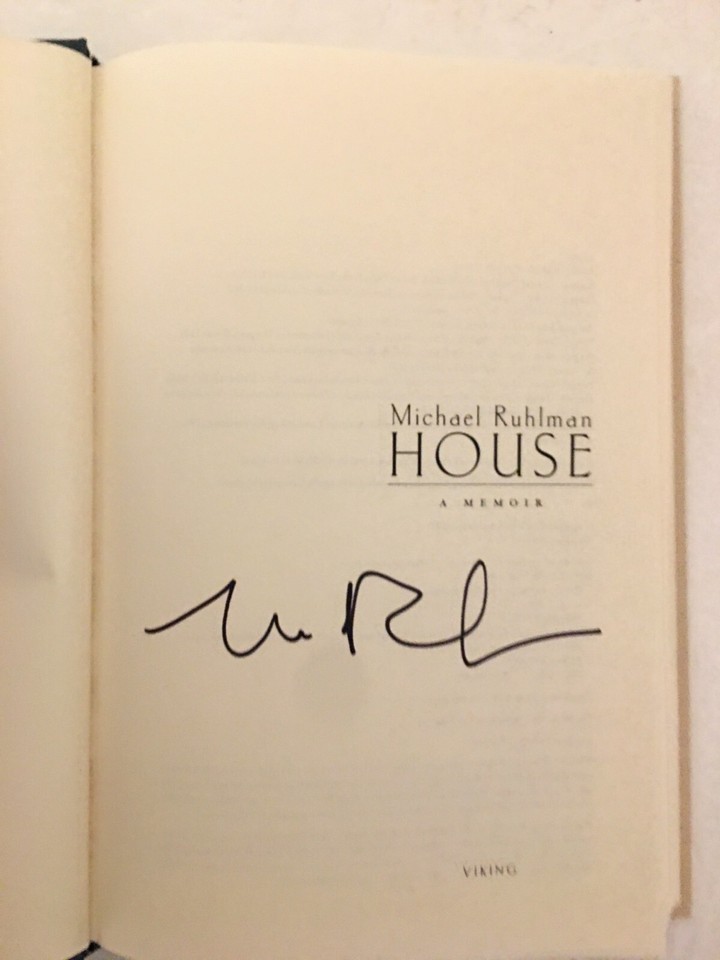 Michael Ruhlman
HOUSE
A MEMOIR
VIKING